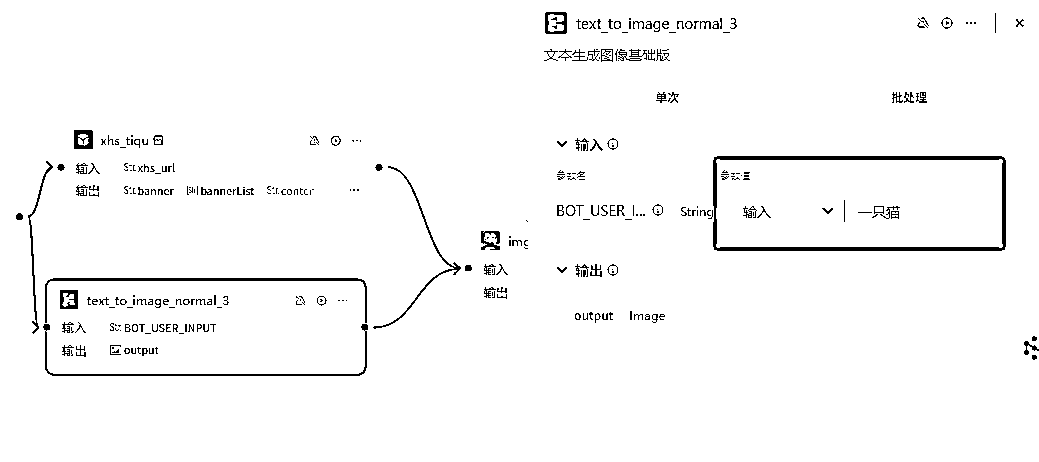 xhs_tiqu
输入 Str.xhs_url
输出 Str.banner bannerList Str.conter ...
text_to_image_normal_3
输入 Str.BOT_USER_INPUT
输出 output
img
输入
输出
text_to_image_normal_3
文本生成图像基础版
单次 批处理
输入
参数名 参数值
BOT_USER_I... String 输入 一只猫
输出
output Image